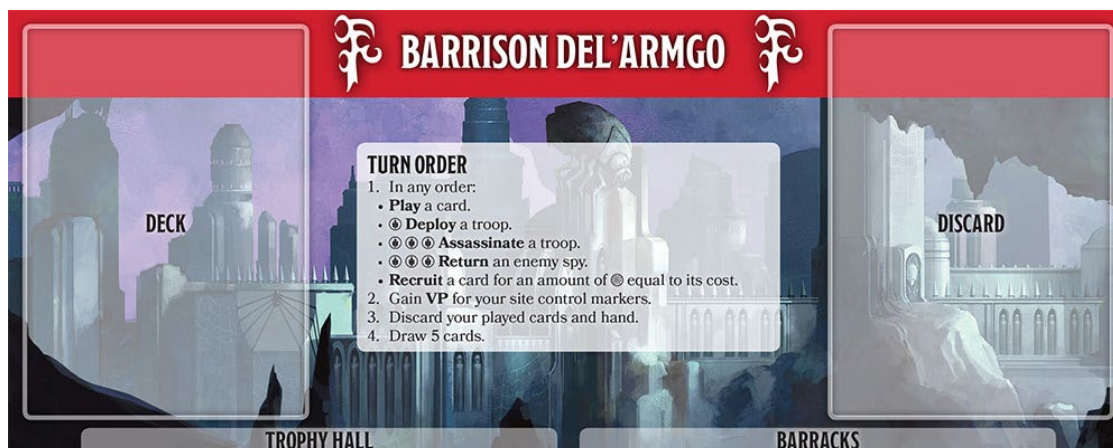 BARRISON DEL'ARMGO
DECK
TURN ORDER
1. In any order:
• Play a card.
• Deploy a troop.
• Assassinate a troop.
• Return an enemy spy.
• Recruit a card for an amount of equal to its cost.
2. Gain VP for your site control markers.
3. Discard your played cards and hand.
4. Draw 5 cards.
DISCARD
TROPHY HALL
BARRACKS